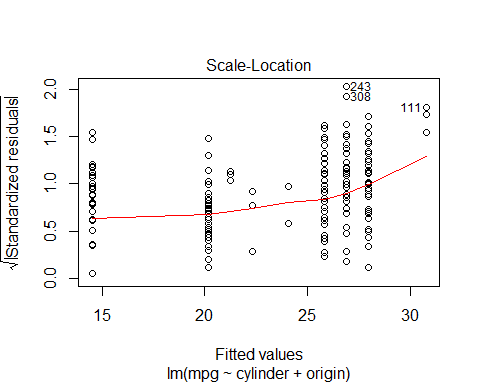 Scale-Location
√|Standardized residuals|
2.0
1.5
1.0
0.5
0.0
243
308
111
15 20 25 30
Fitted values
lm(mpg ~ cylinder + origin)